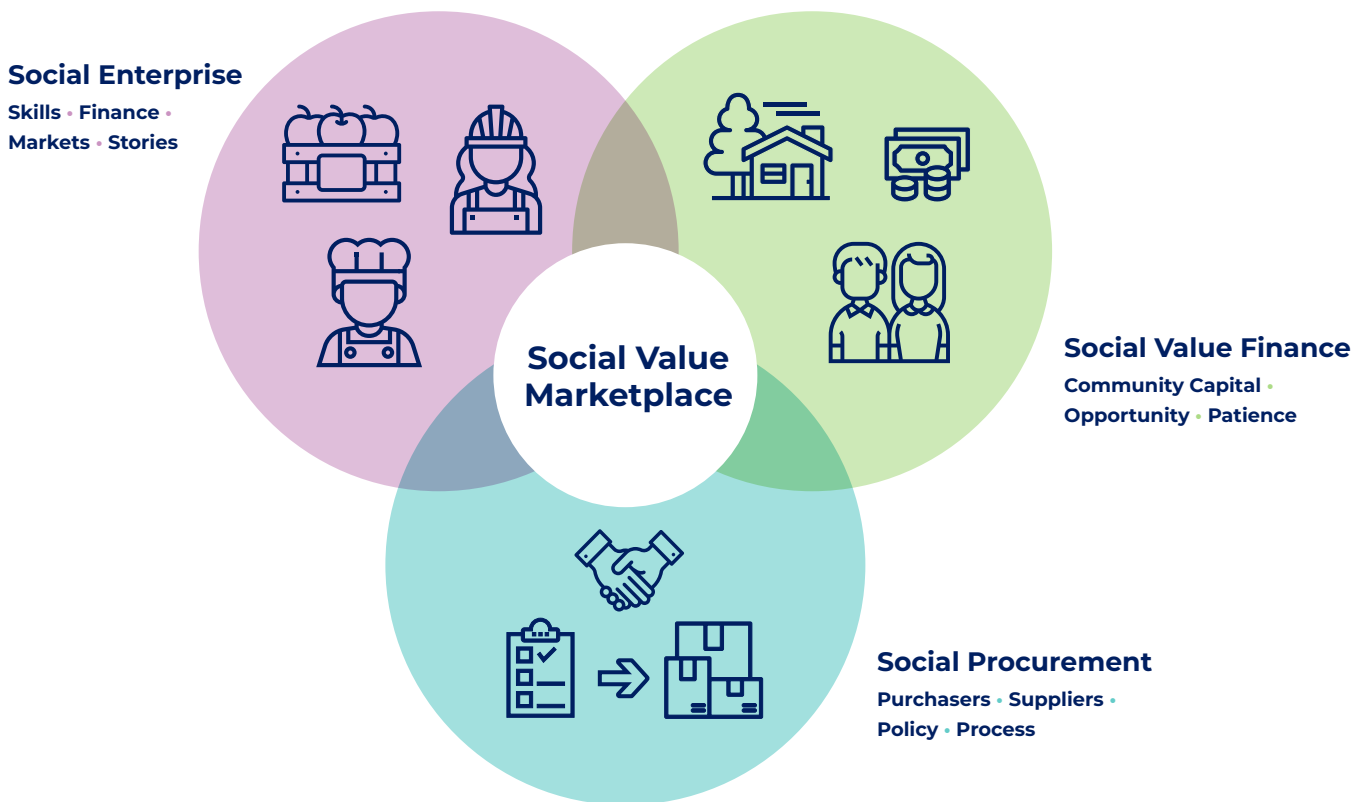 Social Enterprise
Skills • Finance •
Markets • Stories
Social Value
Marketplace
Social Value Finance
Community Capital •
Opportunity • Patience
Social Procurement
Purchasers • Suppliers •
Policy • Process